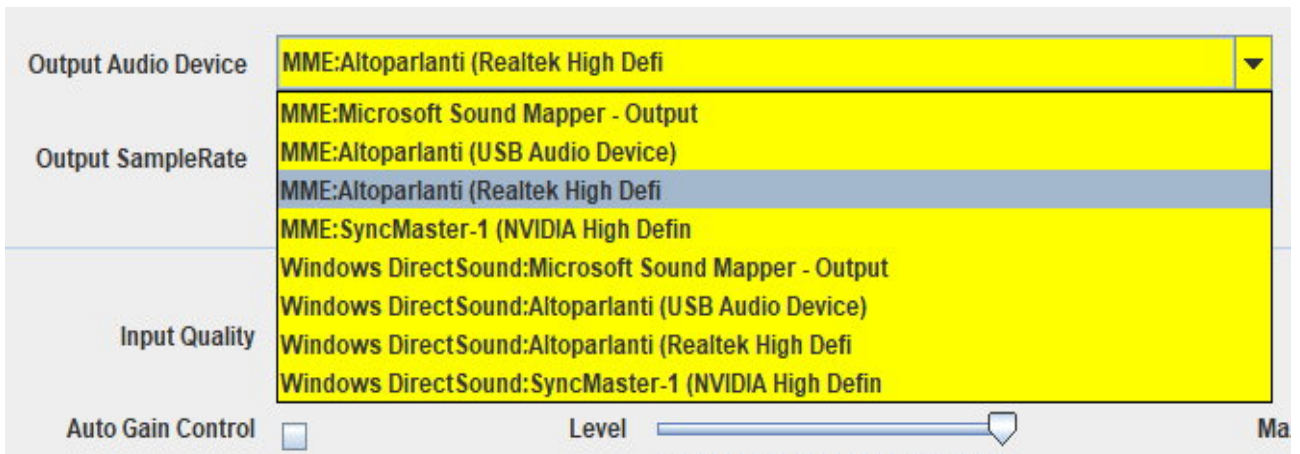 Output Audio Device MME:Altoparlanti (Realtek High Defi
MME:Microsoft Sound Mapper - Output
Output SampleRate MME:Altoparlanti (USB Audio Device)
MME:Altoparlanti (Realtek High Defi
MME:SyncMaster-1 (NVIDIA High Defin
Windows DirectSound:Microsoft Sound Mapper - Output
Windows DirectSound:Altoparlanti (USB Audio Device)
Input Quality Windows DirectSound:Altoparlanti (Realtek High Defi
Windows DirectSound:SyncMaster-1 (NVIDIA High Defin
Auto Gain Control Level